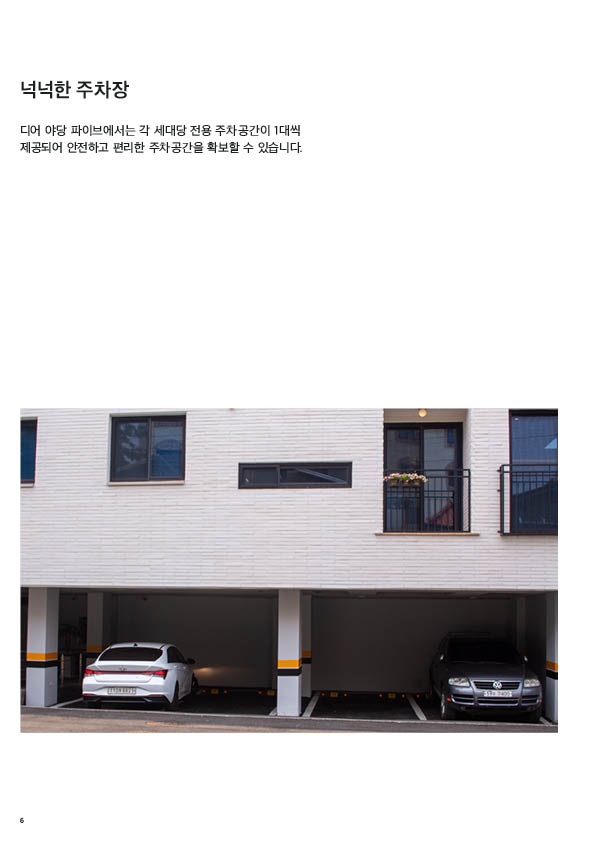 넉넉한 주차장
디어 야당 파이브에서는 각 세대당 전용 주차공간이 1대씩
제공되어 안전하고 편리한 주차공간을 확보할 수 있습니다.
6